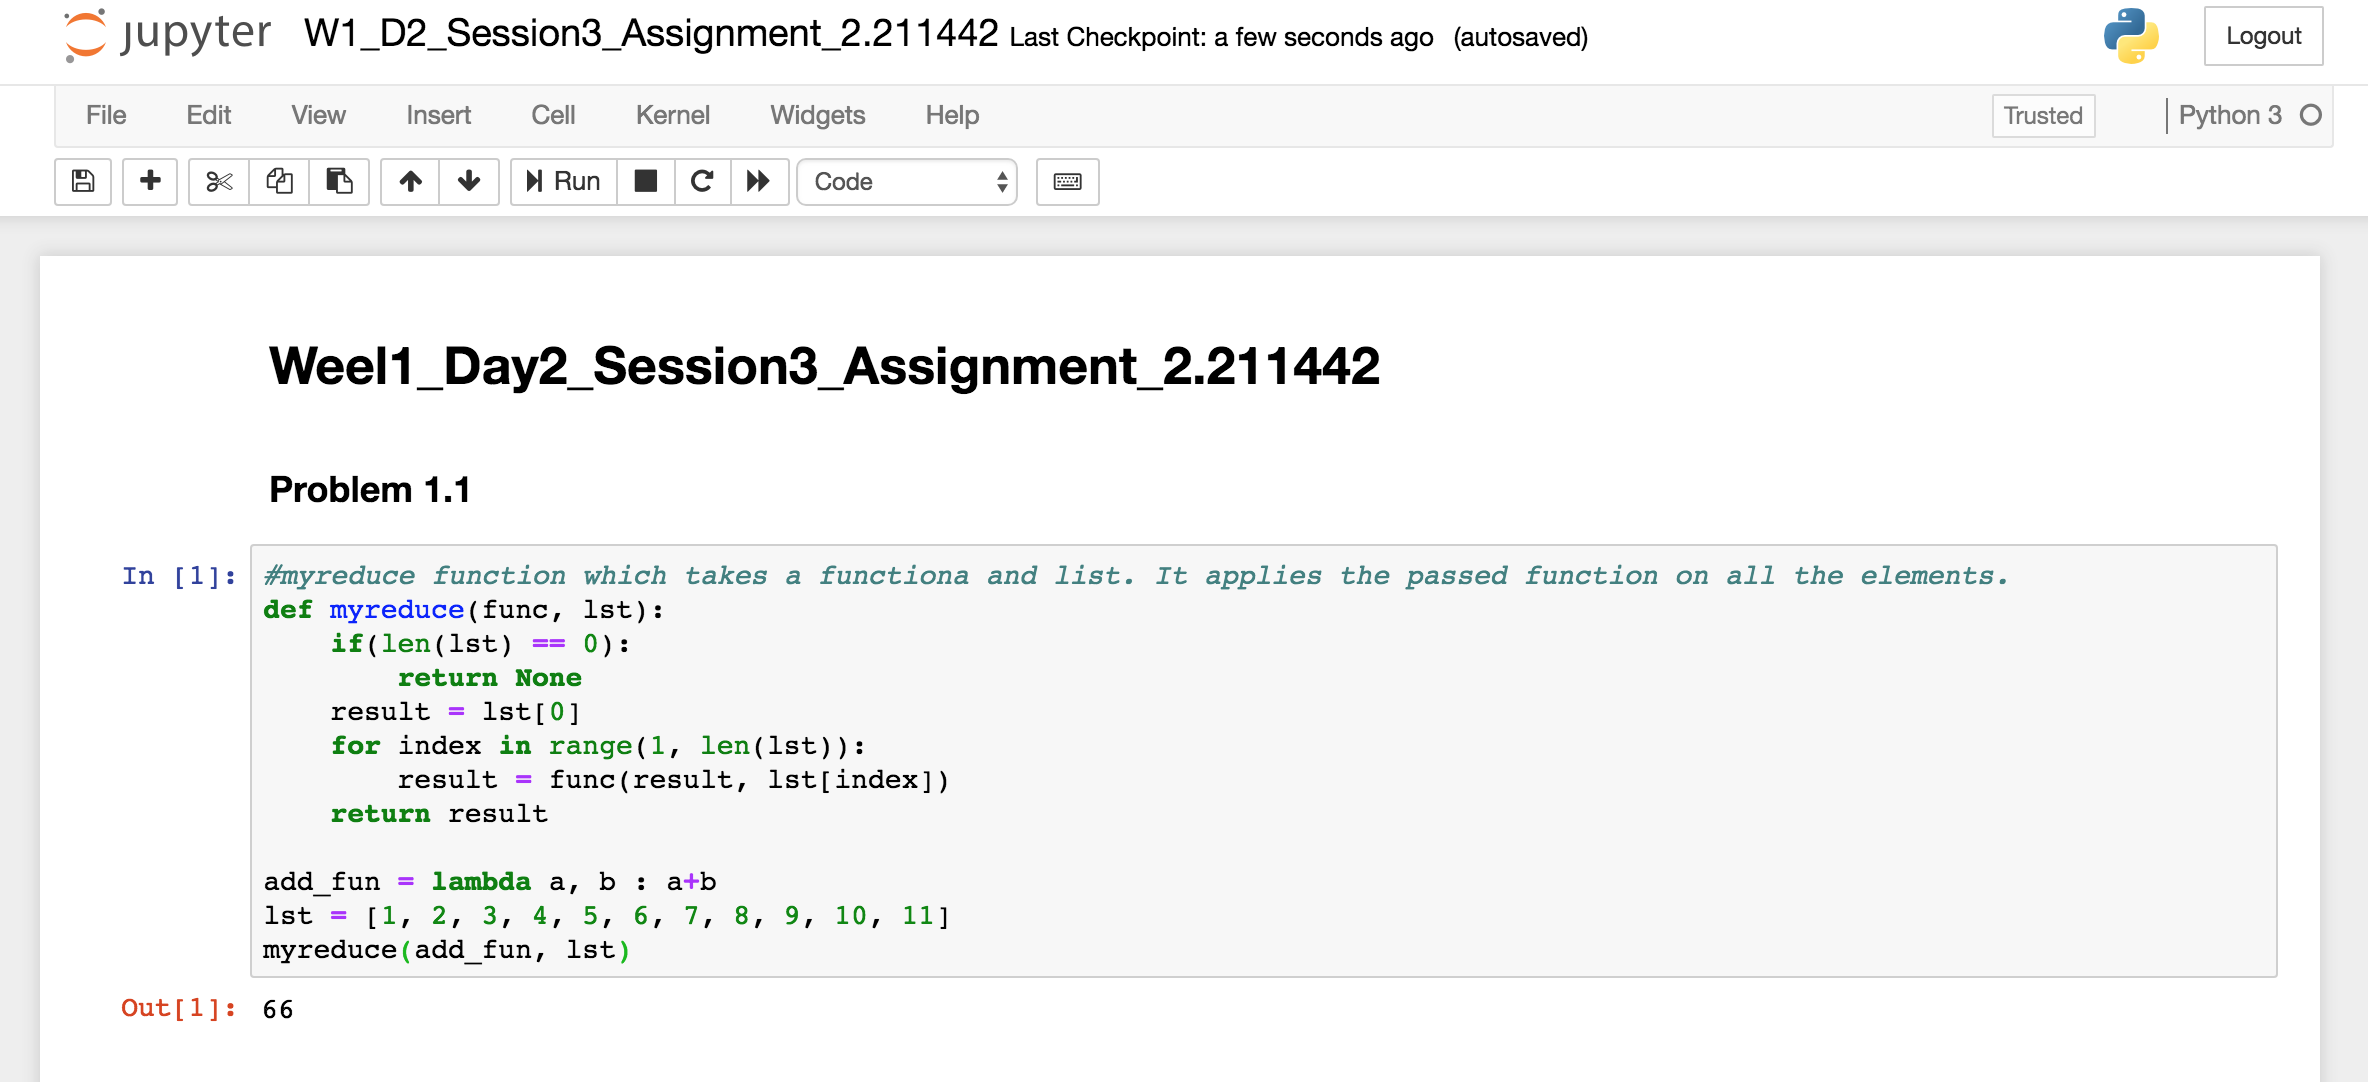 jupyter W1_D2_Session3_Assignment_2.211442 Last Checkpoint: a few seconds ago (autosaved) Logout
File Edit View Insert Cell Kernel Widgets Help Trusted Python 3
Run Code
Weel1_Day2_Session3_Assignment_2.211442
Problem 1.1
In [1]: #myreduce function which takes a functiona and list. It applies the passed function on all the elements.
def myreduce(func, lst):
    if(len(lst) == 0):
        return None
    result = lst[0]
    for index in range(1, len(lst)):
        result = func(result, lst[index])
    return result
add_fun = lambda a, b : a+b
lst = [1, 2, 3, 4, 5, 6, 7, 8, 9, 10, 11]
myreduce(add_fun, lst)
Out[1]: 66